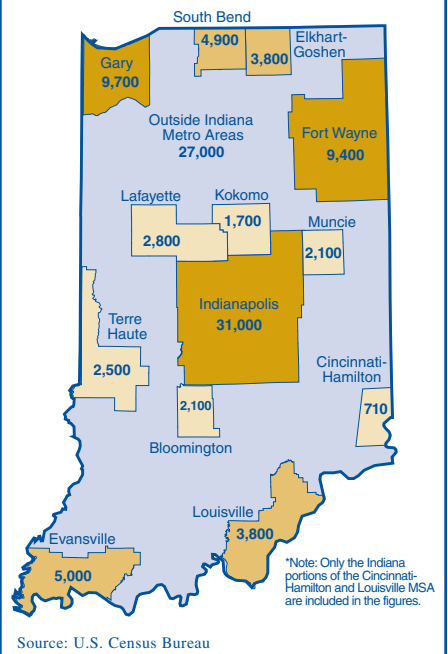 South Bend
4,900
Elkhart-
Goshen
3,800
Gary
9,700
Outside Indiana
Metro Areas
27,000
Fort Wayne
9,400
Lafayette
2,800
Kokomo
1,700
Muncie
2,100
Indianapolis
31,000
Terre
Haute
2,500
Cincinnati-
Hamilton
710
2,100
Bloomington
Louisville
3,800
Evansville
5,000
*Note: Only the Indiana
portions of the Cincinnati-
Hamilton and Louisville MSA
are included in the figures.
Source: U.S. Census Bureau